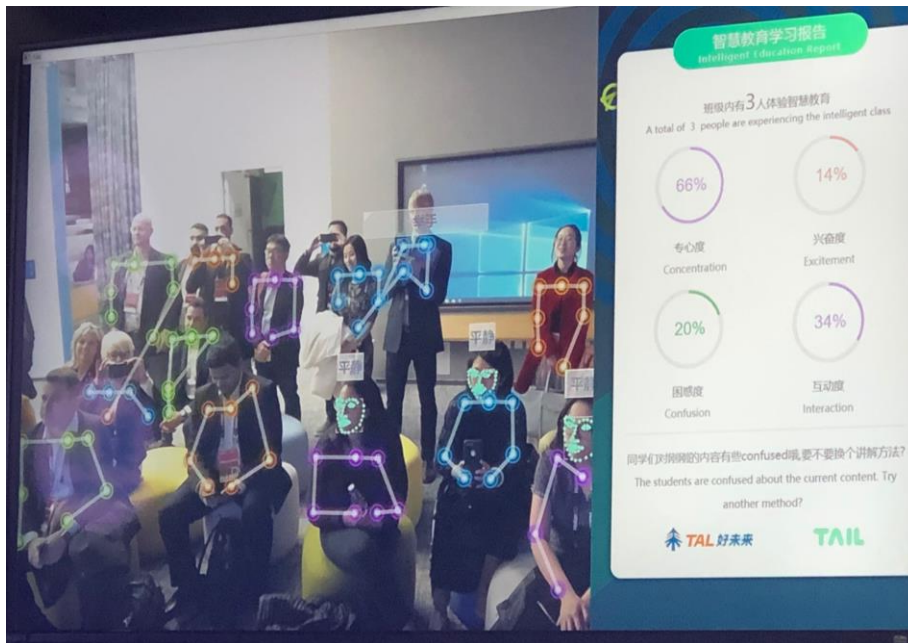 智慧教育学习报告
Intelligent Education Report
班级内有3人体验智慧教育
A total of 3 people are experiencing the intelligent class
66%
14%
专心度
兴奋度
Concentration
Excitement
20%
34%
困惑度
互动度
Confusion
Interaction
同学们对刚刚的内容有些confused哦,要不要换个讲解方法?
The students are confused about the current content. Try
another method?
TAL 好未来
TAIL
平静
平静
平静